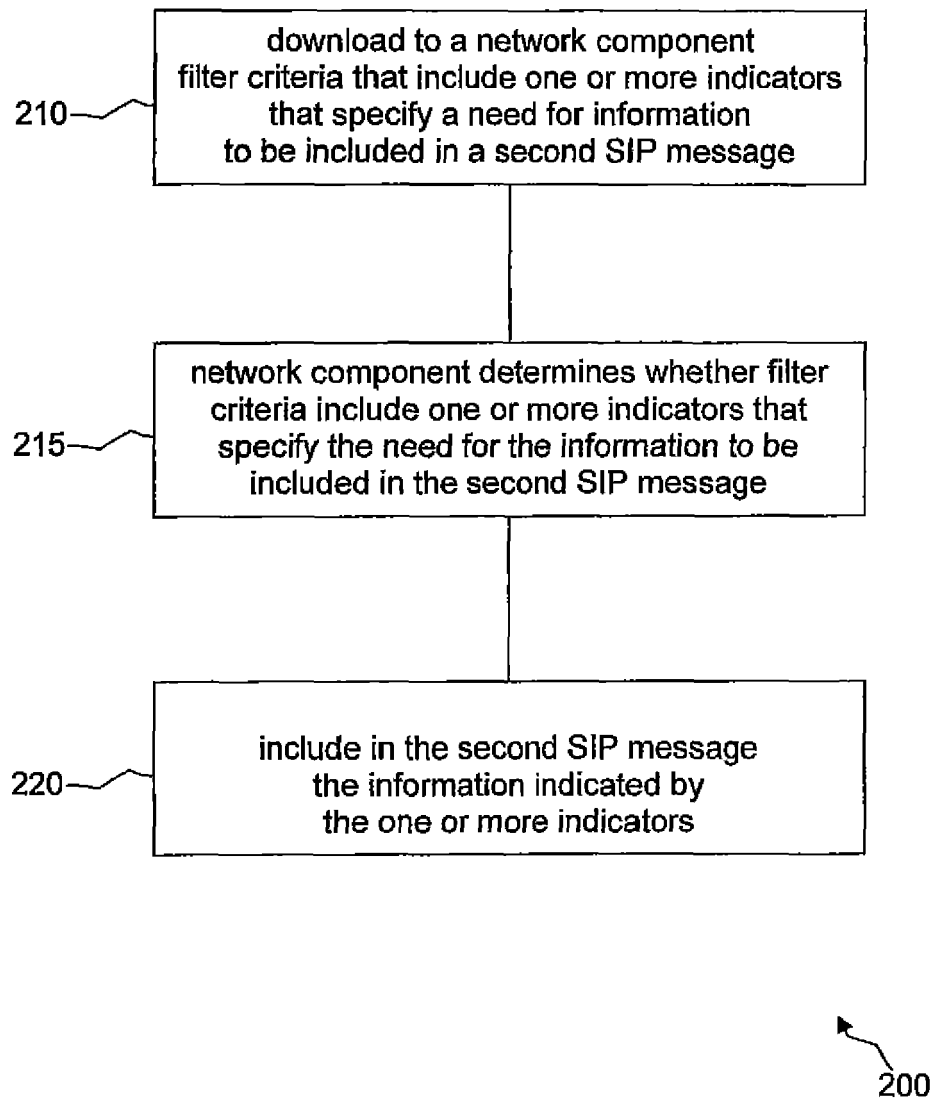 download to a network component
filter criteria that include one or more indicators
that specify a need for information
to be included in a second SIP message
210
network component determines whether filter
criteria include one or more indicators that
specify the need for the information to be
included in the second SIP message
215
include in the second SIP message
the information indicated by
the one or more indicators
220
200